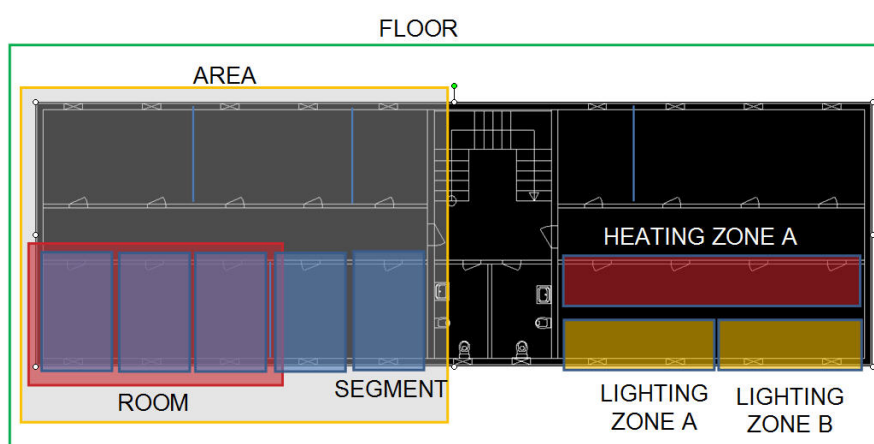 FLOOR
AREA
HEATING ZONE A
ROOM
SEGMENT
LIGHTING
ZONE A
LIGHTING
ZONE B